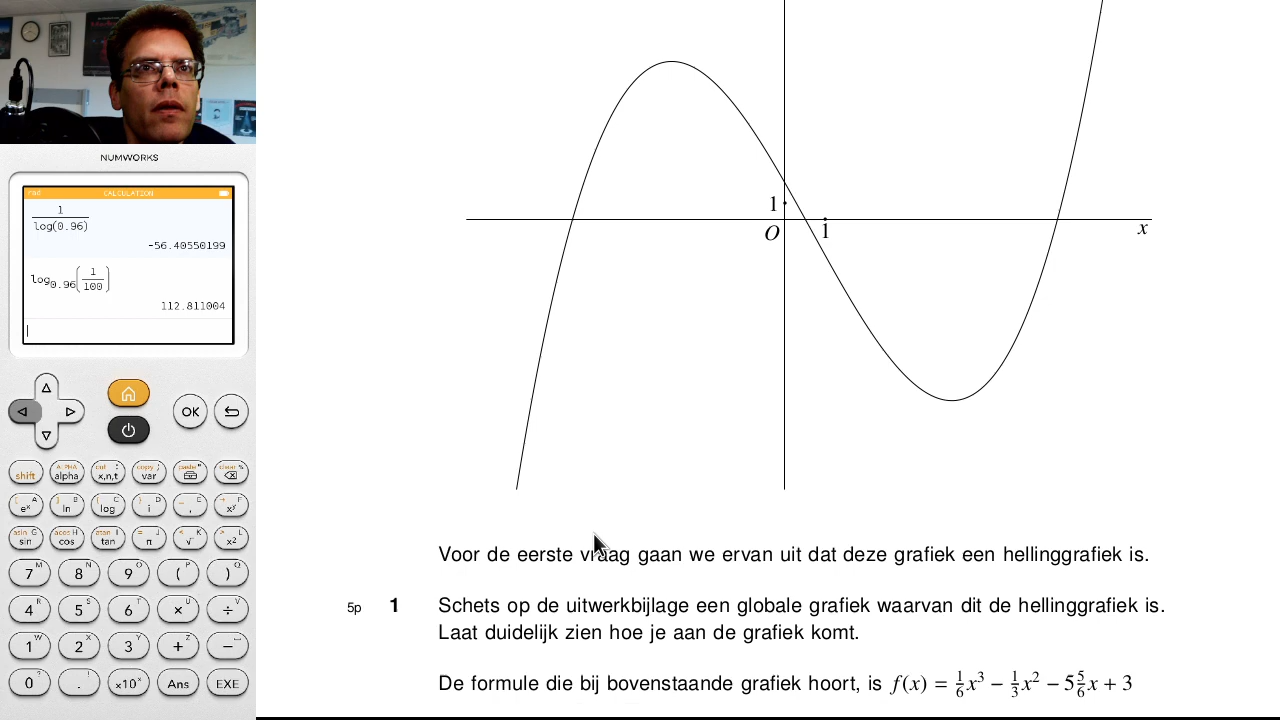 NUMWORKS
rad CALCULATION
1
log(0.96)
-56.40550199
log₀.₉₆(1/100)
112.811004
OK
shift alpha x,n,t var
eˣ ln log i , xʸ
sin cos tan π √ x²
7 8 9 ( )
4 5 6 × ÷
1 2 3 + −
0 . ×10ˣ Ans EXE
1
O 1 x
Voor de eerste vraag gaan we ervan uit dat deze grafiek een hellinggrafiek is.
5p 1 Schets op de uitwerkbijlage een globale grafiek waarvan dit de hellinggrafiek is.
Laat duidelijk zien hoe je aan de grafiek komt.
De formule die bij bovenstaande grafiek hoort, is f(x) = 1/6x³ − 1/3x² − 5 5/6x + 3